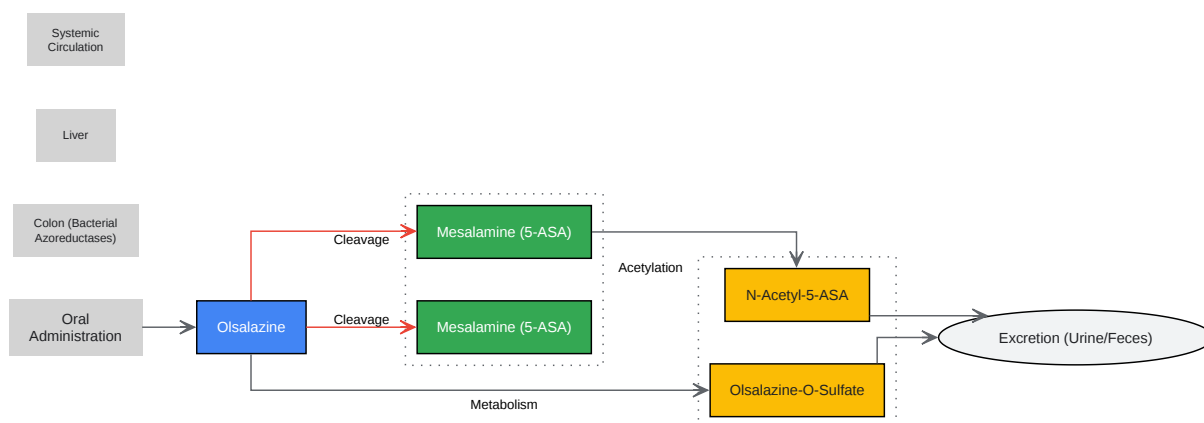 Systemic
Circulation
Liver
Colon (Bacterial
Azoreductases)
Oral
Administration
Olsalazine
Cleavage
Cleavage
Mesalamine (5-ASA)
Mesalamine (5-ASA)
Metabolism
Acetylation
N-Acetyl-5-ASA
Olsalazine-O-Sulfate
Excretion (Urine/Feces)